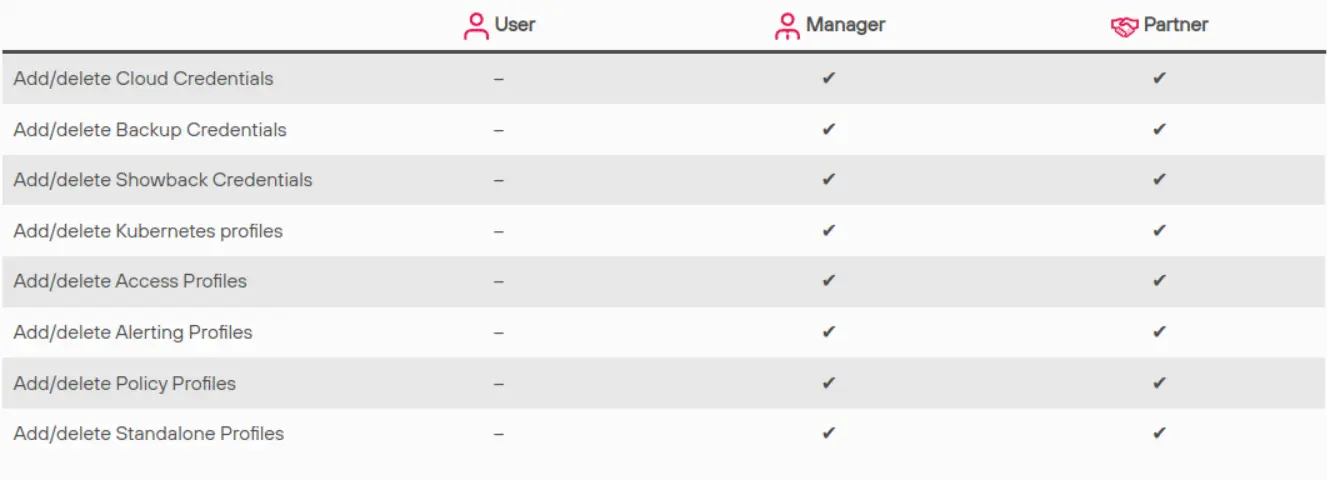 User Manager Partner
Add/delete Cloud Credentials – ✔ ✔
Add/delete Backup Credentials – ✔ ✔
Add/delete Showback Credentials – ✔ ✔
Add/delete Kubernetes profiles – ✔ ✔
Add/delete Access Profiles – ✔ ✔
Add/delete Alerting Profiles – ✔ ✔
Add/delete Policy Profiles – ✔ ✔
Add/delete Standalone Profiles – ✔ ✔